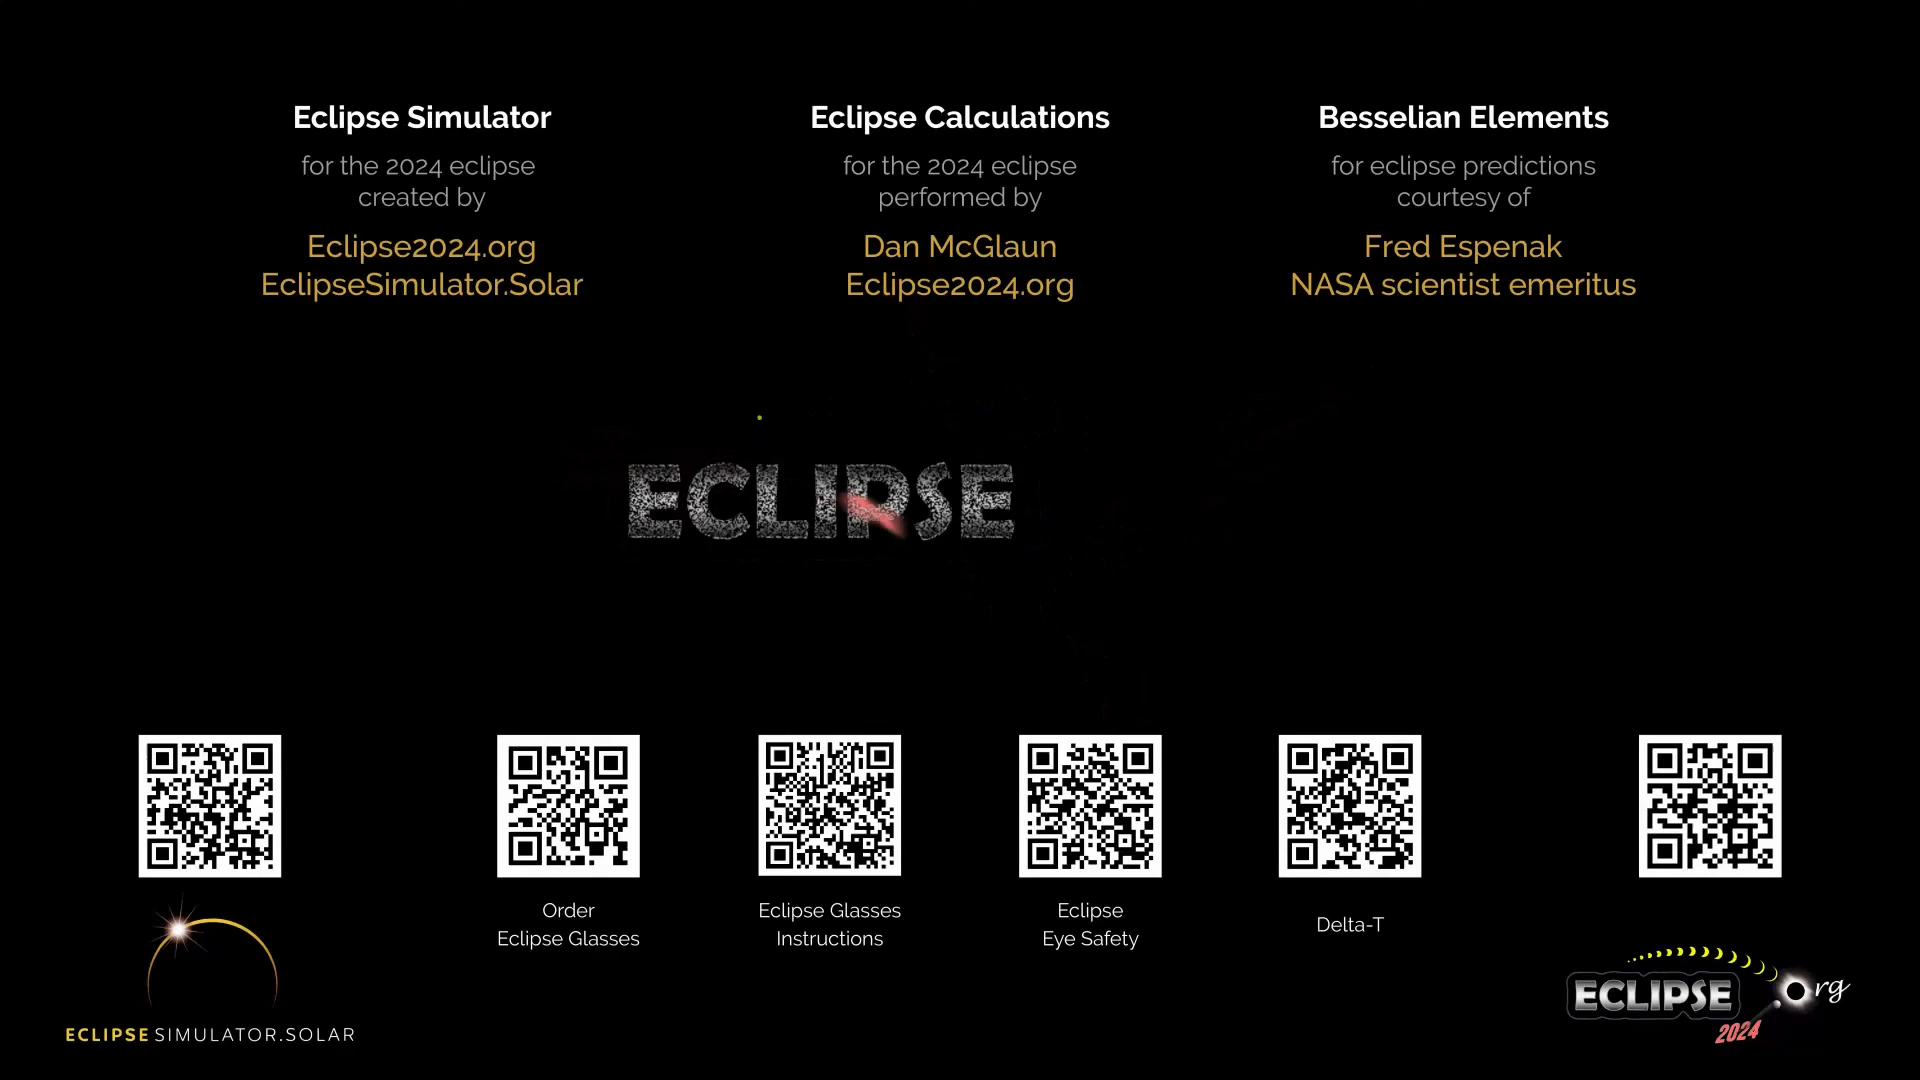 Eclipse Simulator
for the 2024 eclipse
created by
Eclipse2024.org
EclipseSimulator.Solar
Eclipse Calculations
for the 2024 eclipse
performed by
Dan McGlaun
Eclipse2024.org
Besselian Elements
for eclipse predictions
courtesy of
Fred Espenak
NASA scientist emeritus
ECLIPSE
Order
Eclipse Glasses
Eclipse Glasses
Instructions
Eclipse
Eye Safety
Delta-T
ECLIPSESIMULATOR.SOLAR
ECLIPSE .Org
2024